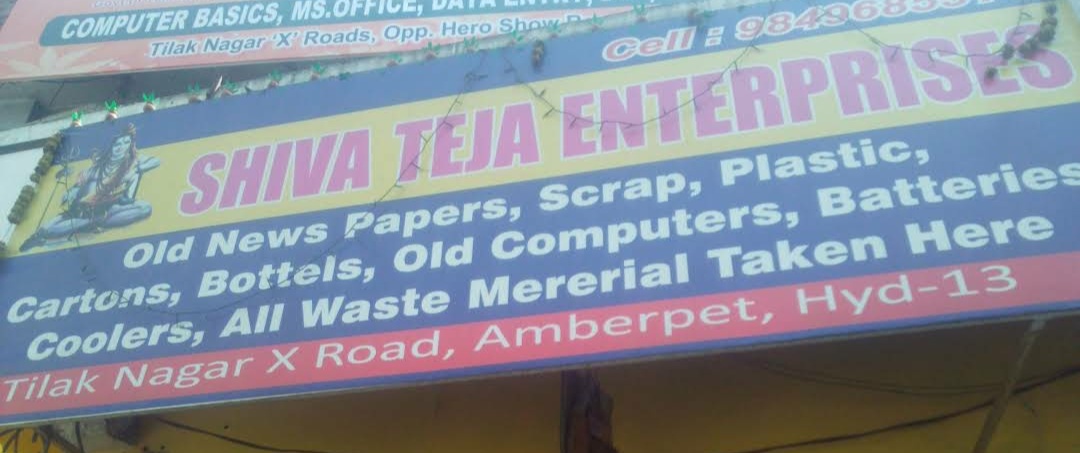 COMPUTER BASICS, MS.OFFICE, DATA ENTRY,
Tilak Nagar 'X' Roads, Opp. Hero Show
Cell :
SHIVA TEJA ENTERPRISES
Old News Papers, Scrap, Plastic,
Cartons, Bottels, Old Computers, Batteries
Coolers, All Waste Mererial Taken Here
Tilak Nagar X Road, Amberpet, Hyd-13